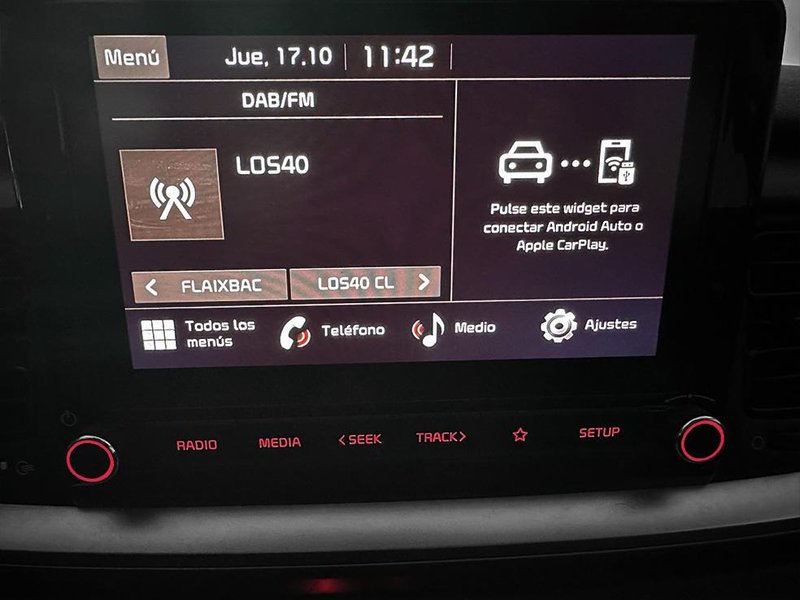 Menú
Jue, 17.10
11:42
DAB/FM
LOS40
Pulse este widget para
conectar Android Auto o
Apple CarPlay.
< FLAIXBAC
LOS40 CL >
Todos los
menús
Teléfono
Medio
Ajustes
RADIO
MEDIA
<SEEK
TRACK>
SETUP